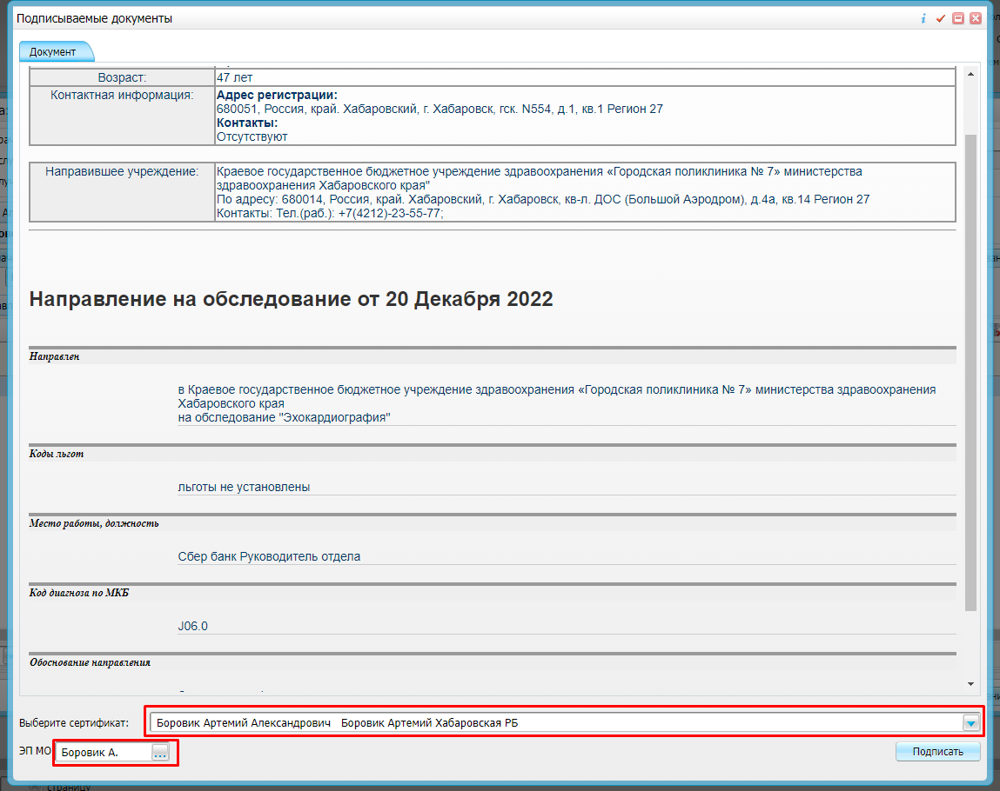 Подписываемые документы
Документ
Возраст: 47 лет
Контактная информация: Адрес регистрации:
680051, Россия, край. Хабаровский, г. Хабаровск, гск. N554, д.1, кв.1 Регион 27
Контакты:
Отсутствуют
Направившее учреждение: Краевое государственное бюджетное учреждение здравоохранения «Городская поликлиника № 7» министерства
здравоохранения Хабаровского края"
По адресу: 680014, Россия, край. Хабаровский, г. Хабаровск, кв-л. ДОС (Большой Аэродром), д.4а, кв.14 Регион 27
Контакты: Тел.(раб.): +7(4212)-23-55-77;
Направление на обследование от 20 Декабря 2022
Направлен
в Краевое государственное бюджетное учреждение здравоохранения «Городская поликлиника № 7» министерства здравоохранения
Хабаровского края
на обследование "Эхокардиография"
Коды льгот
льготы не установлены
Место работы, должность
Сбер банк Руководитель отдела
Код диагноза по МКБ
J06.0
Обоснование направления
Выберите сертификат: Боровик Артемий Александрович Боровик Артемий Хабаровская РБ
ЭП МО Боровик А. ...
Подписать
страницу